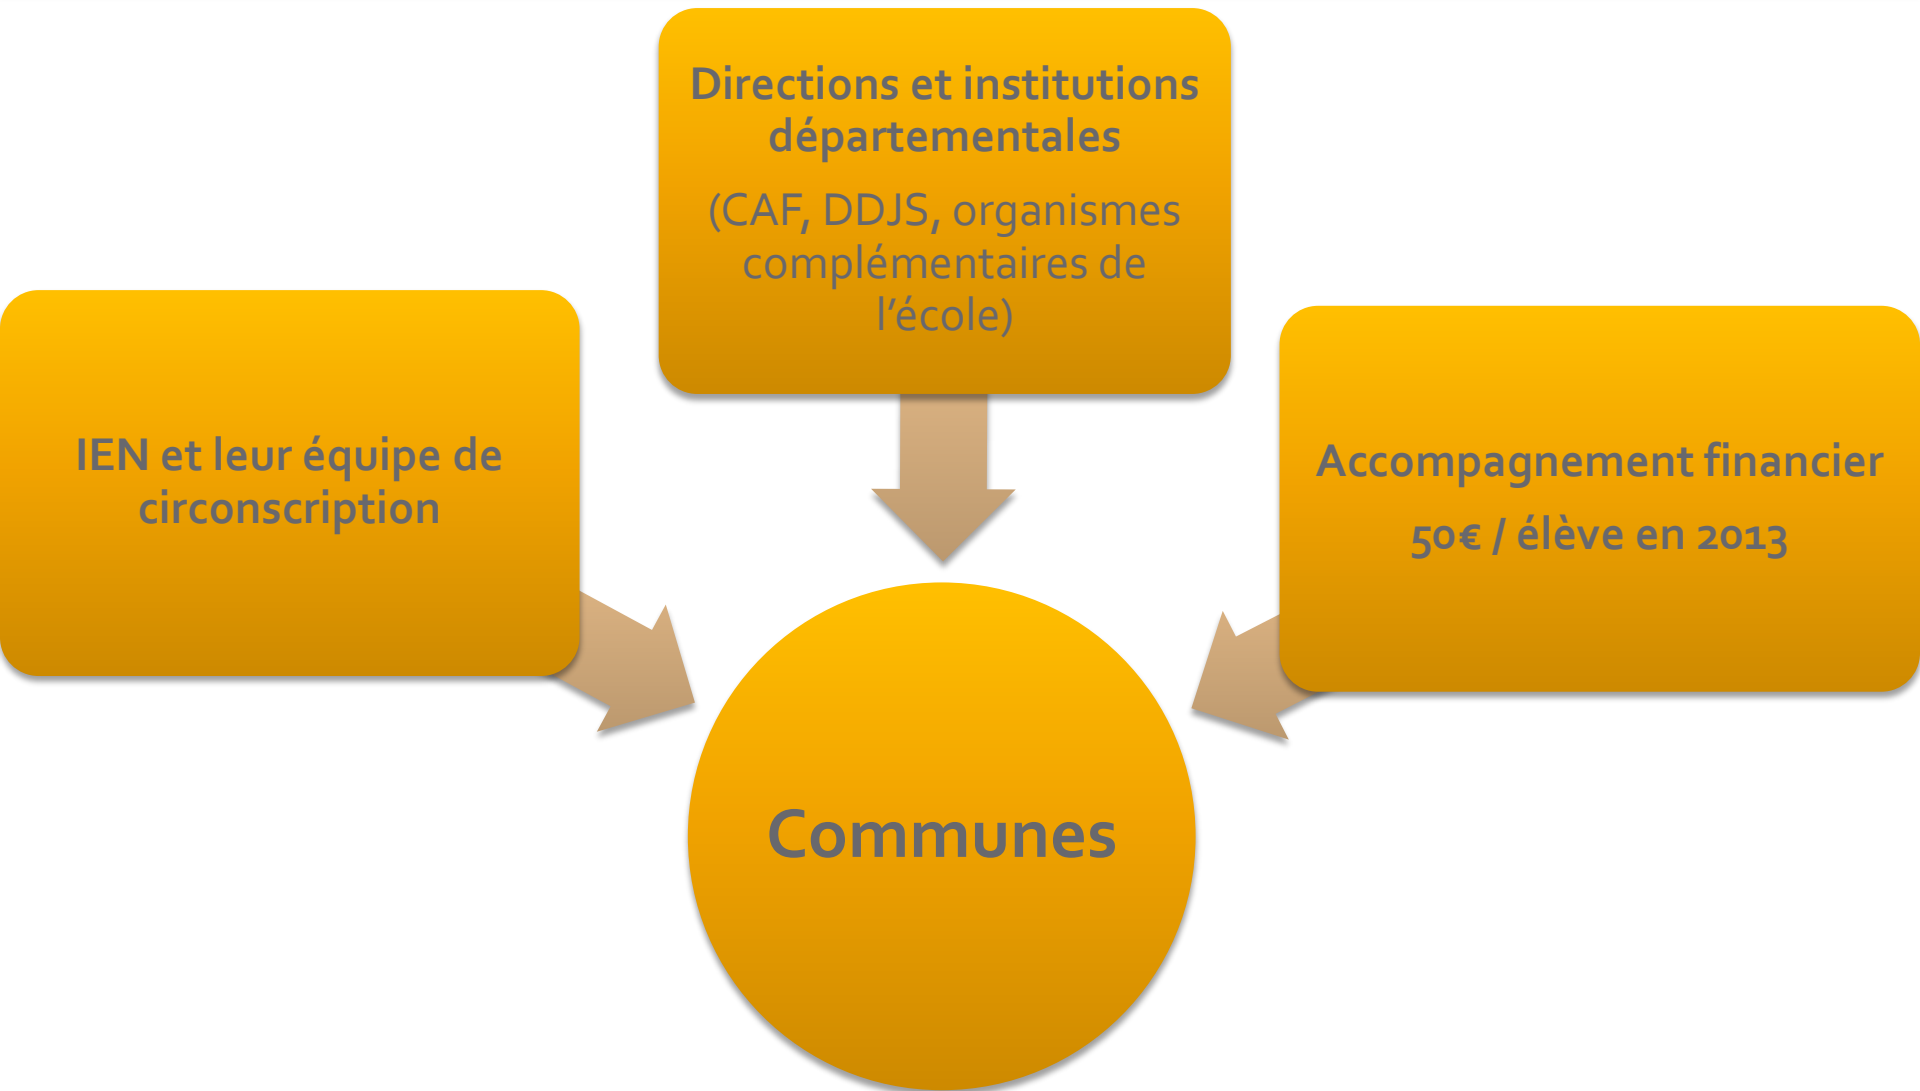 Directions et institutions
départementales
(CAF, DDJS, organismes
complémentaires de
l’école)
IEN et leur équipe de
circonscription
Accompagnement financier
50€ / élève en 2013
Communes